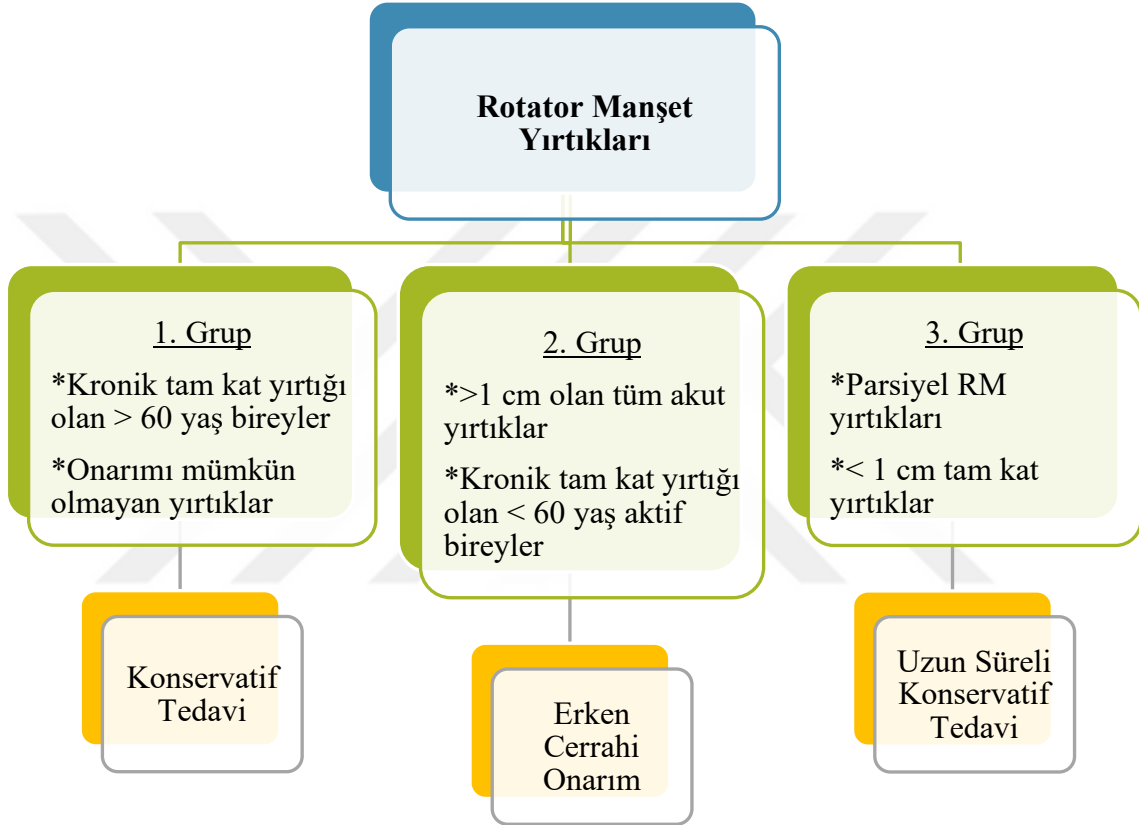 Rotator Manşet
Yırtıkları
1. Grup
*Kronik tam kat yırtığı
olan > 60 yaş bireyler
*Onarımı mümkün
olmayan yırtıklar
Konservatif
Tedavi
2. Grup
*>1 cm olan tüm akut
yırtıklar
*Kronik tam kat yırtığı
olan < 60 yaş aktif
bireyler
Erken
Cerrahi
Onarım
3. Grup
*Parsiyel RM
yırtıkları
*< 1 cm tam kat
yırtıklar
Uzun Süreli
Konservatif
Tedavi